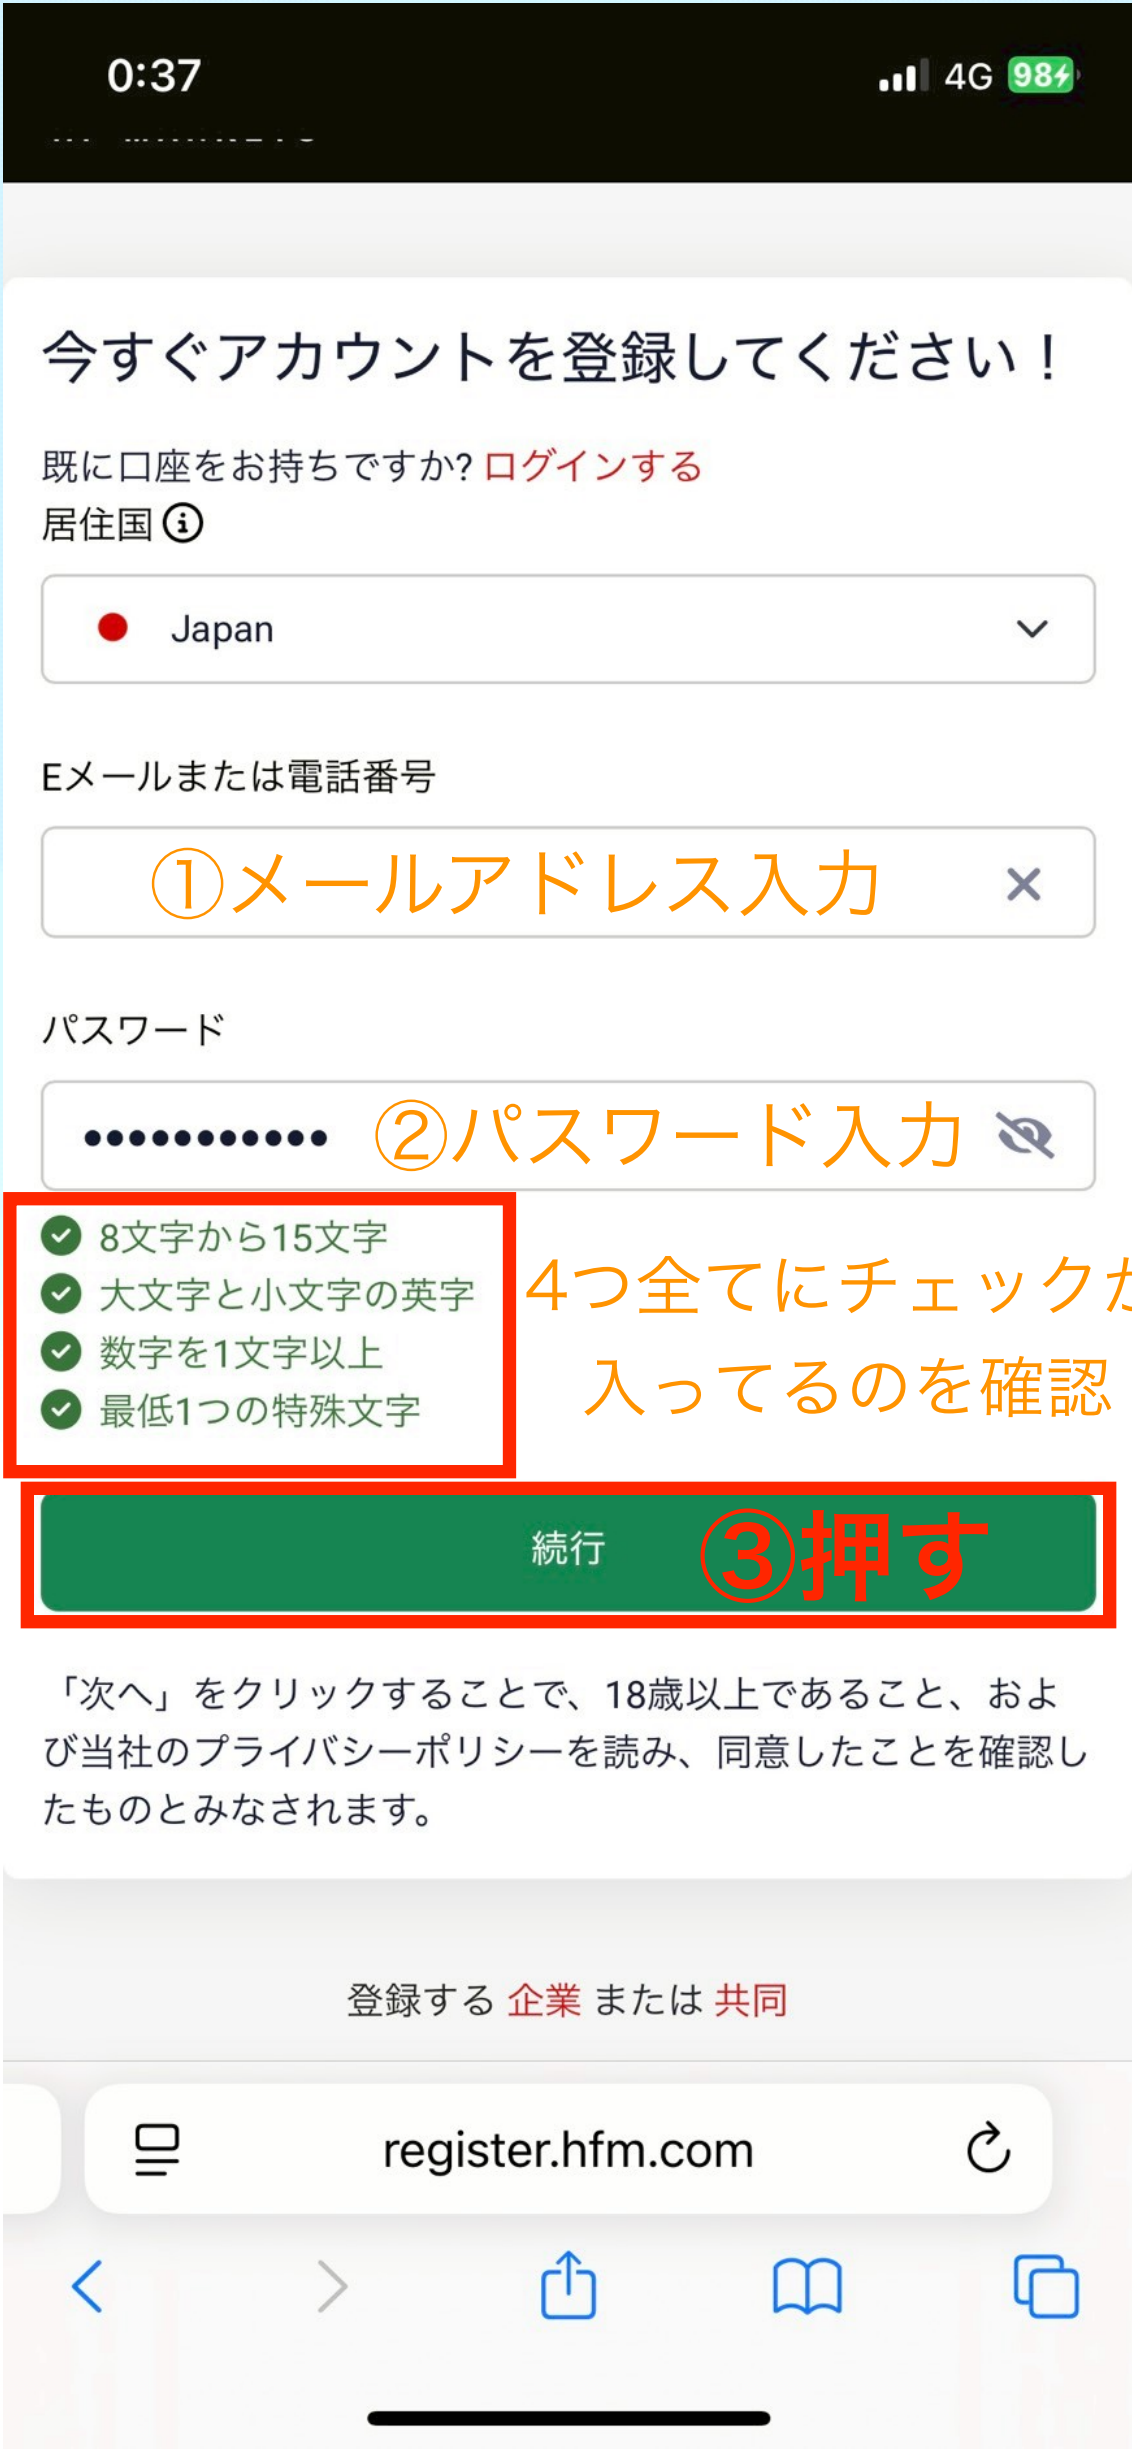 0:37
4G 98
今すぐアカウントを登録してください！
既に口座をお持ちですか? ログインする
居住国
Japan
Eメールまたは電話番号
①メールアドレス入力
パスワード
②パスワード入力
8文字から15文字
大文字と小文字の英字
数字を1文字以上
最低1つの特殊文字
4つ全てにチェックが
入ってるのを確認
続行
③押す
「次へ」をクリックすることで、18歳以上であること、およ
び当社のプライバシーポリシーを読み、同意したことを確認し
たものとみなされます。
登録する 企業 または 共同
register.hfm.com